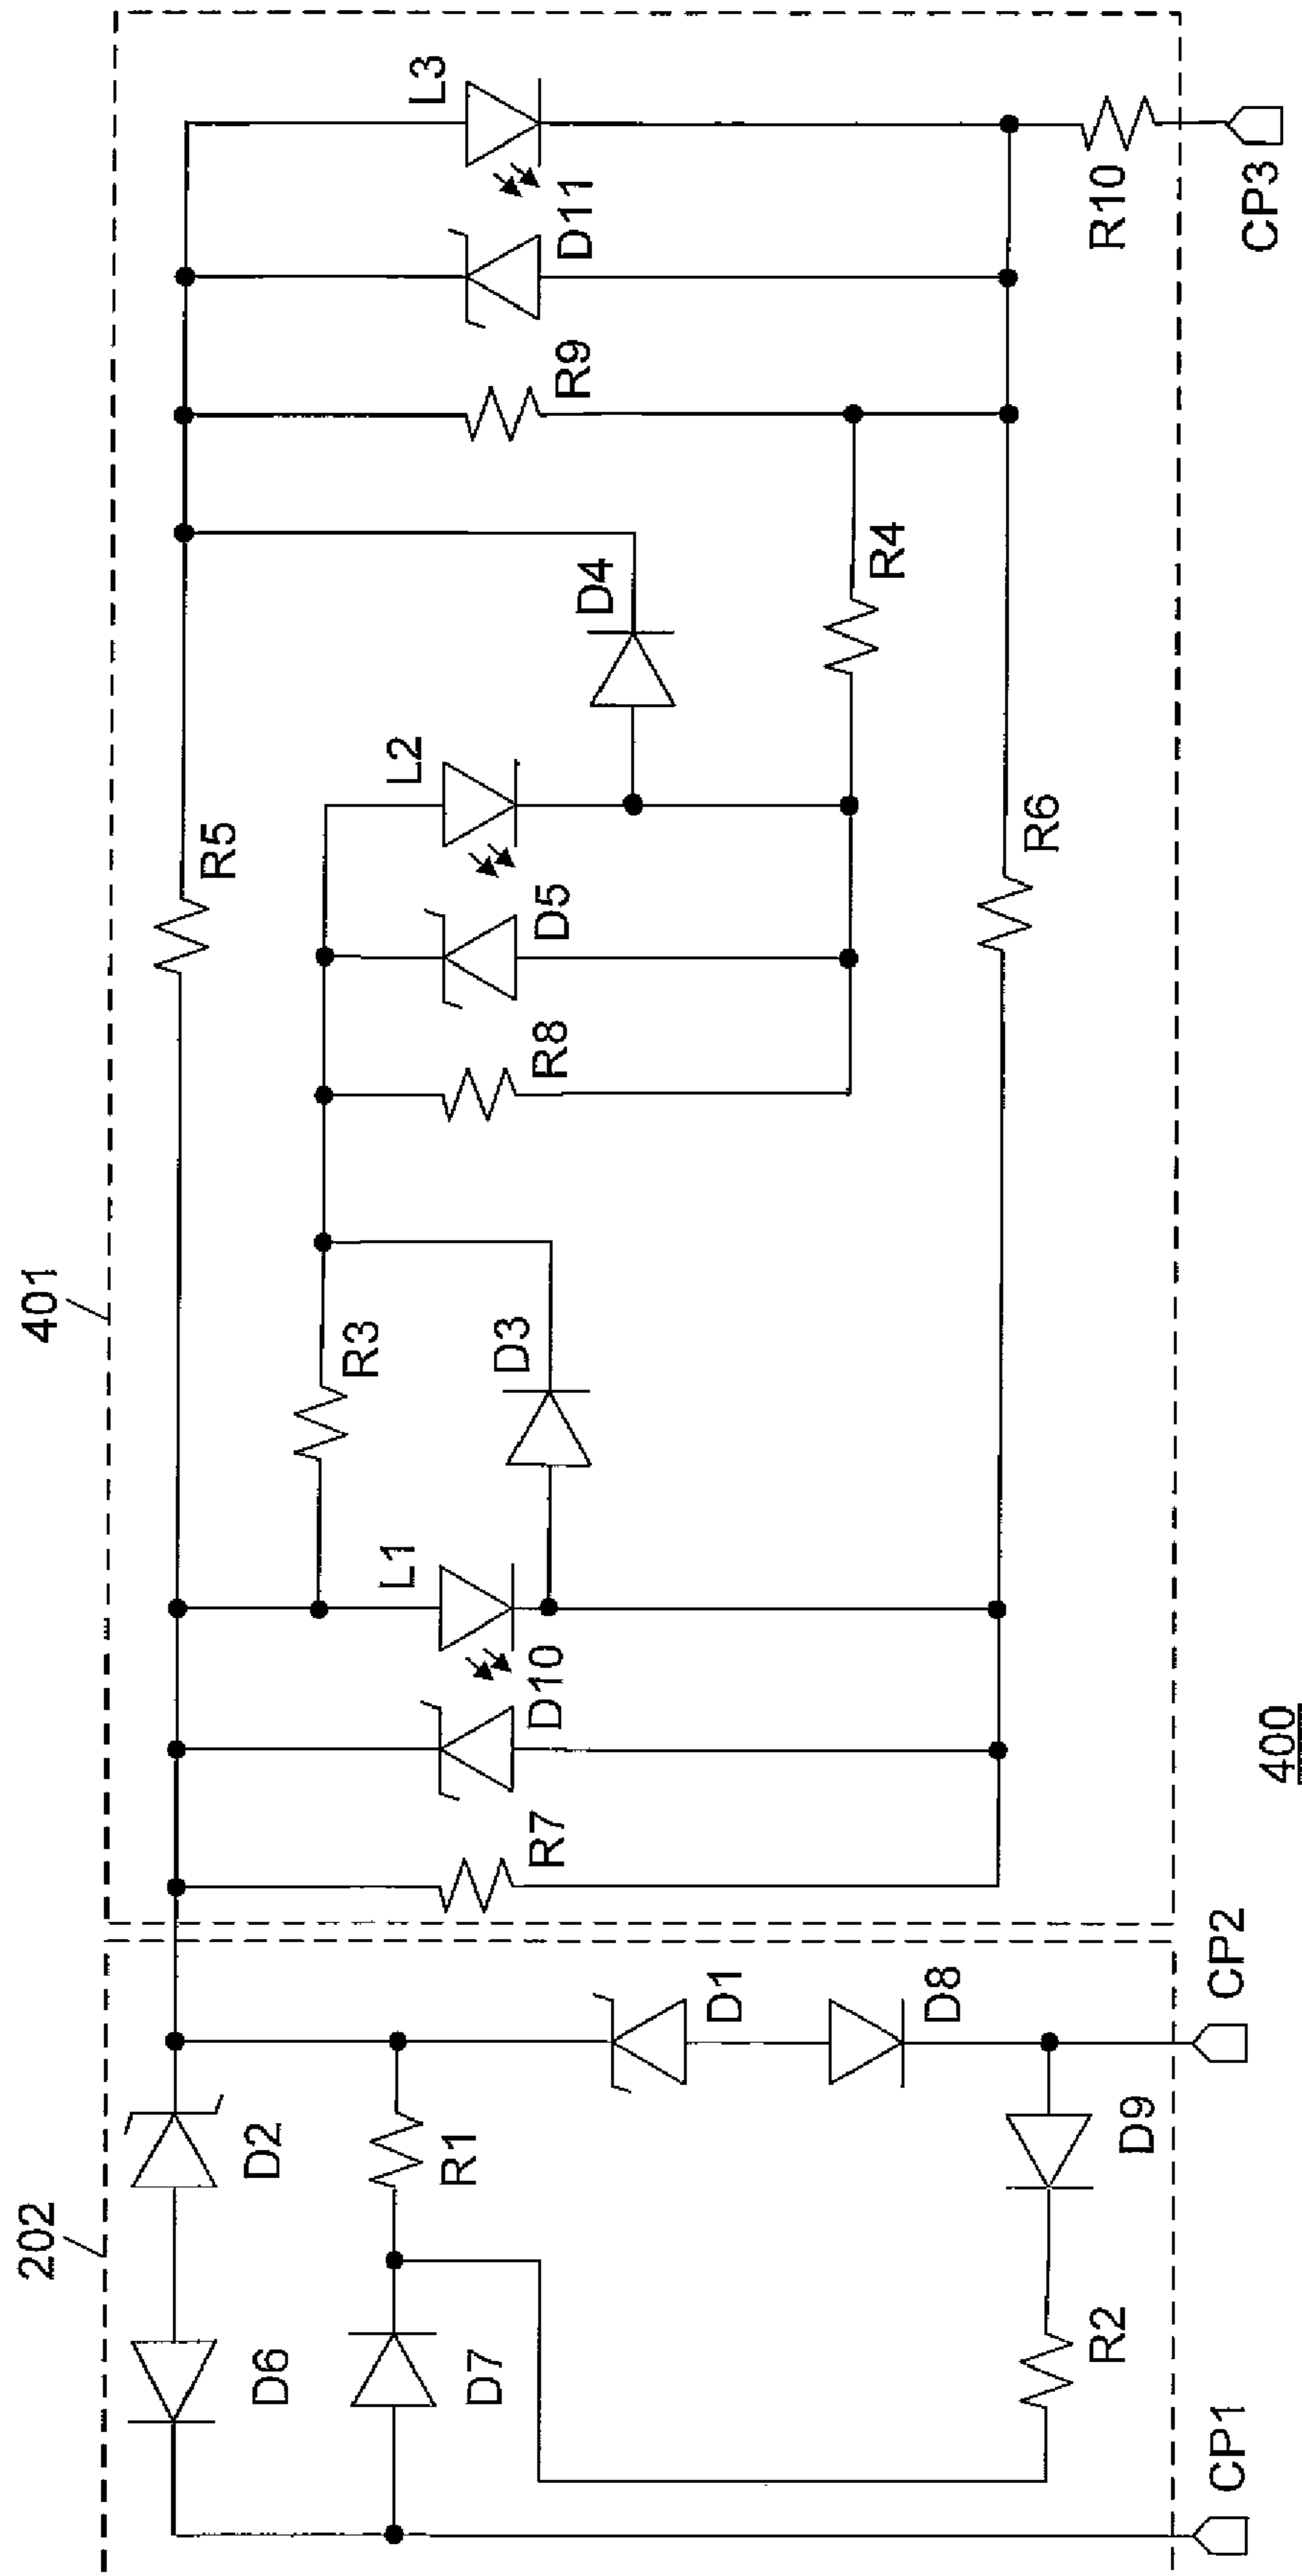 401
202
L3
D11
R9
R10
CP3
R4
D4
L2
R5
D5
R8
R6
R3
D3
L1
D10
R7
CP2
D1
D8
D2
R1
D9
D6
D7
R2
CP1
400